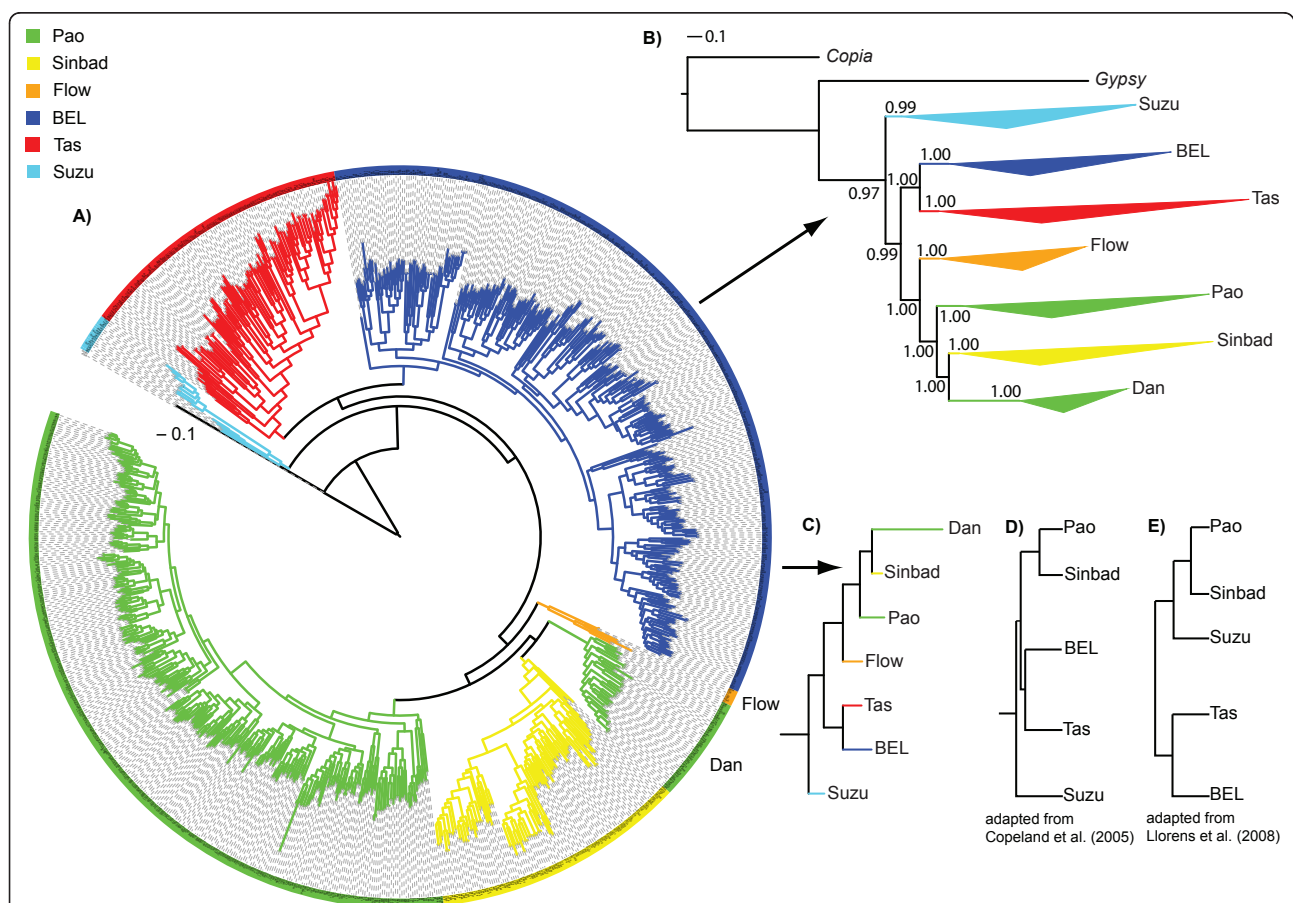 Pao
Sinbad
Flow
BEL
Tas
Suzu
A)
– 0.1
Flow
Dan
B)
– 0.1
Copia
Gypsy
0.99
Suzu
1.00
BEL
1.00
0.97
1.00
Tas
0.99
1.00
Flow
1.00
1.00
Pao
1.00
1.00
Sinbad
1.00
1.00
Dan
C)
Dan
Sinbad
Pao
Flow
Tas
BEL
Suzu
D)
Pao
Sinbad
BEL
Tas
Suzu
adapted from
Copeland et al. (2005)
E)
Pao
Sinbad
Suzu
Tas
BEL
adapted from
Llorens et al. (2008)